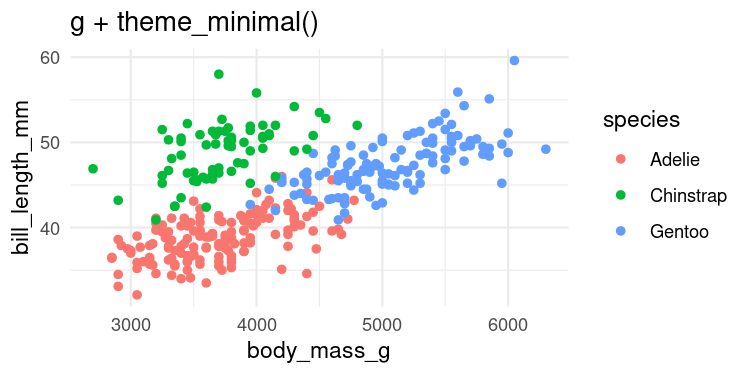 g + theme_minimal()
60
50
40
bill_length_mm
3000 4000 5000 6000
body_mass_g
species
Adelie
Chinstrap
Gentoo